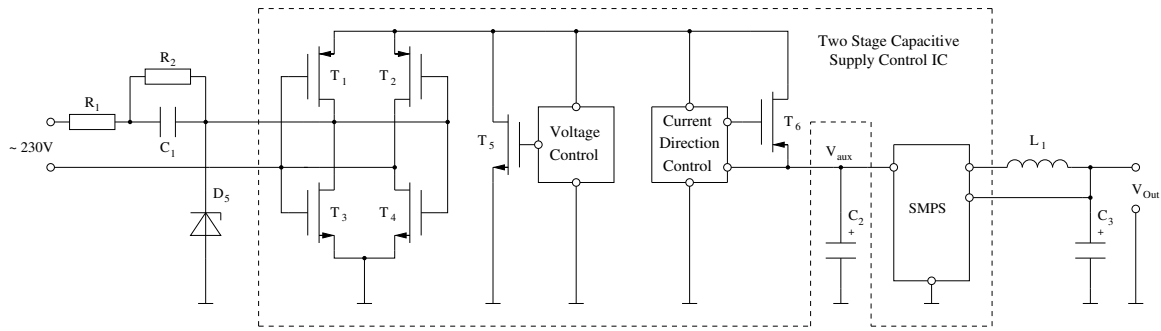 Two Stage Capacitive
Supply Control IC
R2
R1
C1
~ 230V
D5
T1
T2
T3
T4
T5
Voltage
Control
Current
Direction
Control
T6
Vaux
C2
+
SMPS
L1
C3
+
VOut